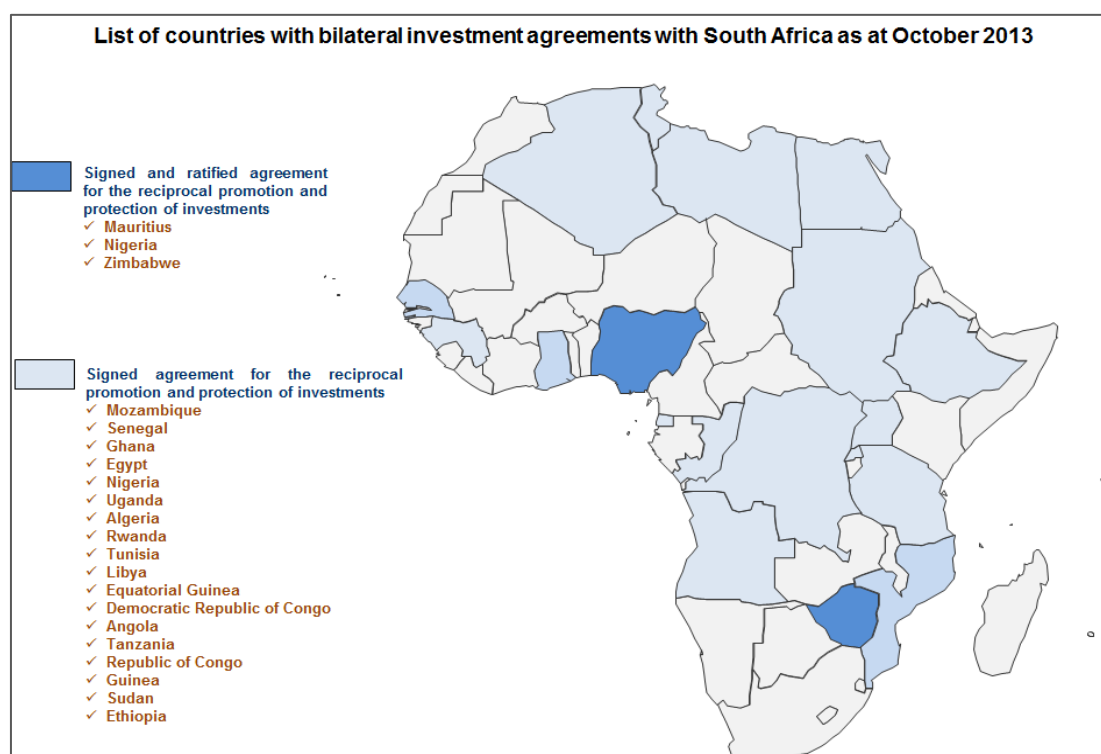 List of countries with bilateral investment agreements with South Africa as at October 2013
Signed and ratified agreement
for the reciprocal promotion and
protection of investments
✓ Mauritius
✓ Nigeria
✓ Zimbabwe
Signed agreement for the reciprocal
promotion and protection of investments
✓ Mozambique
✓ Senegal
✓ Ghana
✓ Egypt
✓ Nigeria
✓ Uganda
✓ Algeria
✓ Rwanda
✓ Tunisia
✓ Libya
✓ Equatorial Guinea
✓ Democratic Republic of Congo
✓ Angola
✓ Tanzania
✓ Republic of Congo
✓ Guinea
✓ Sudan
✓ Ethiopia